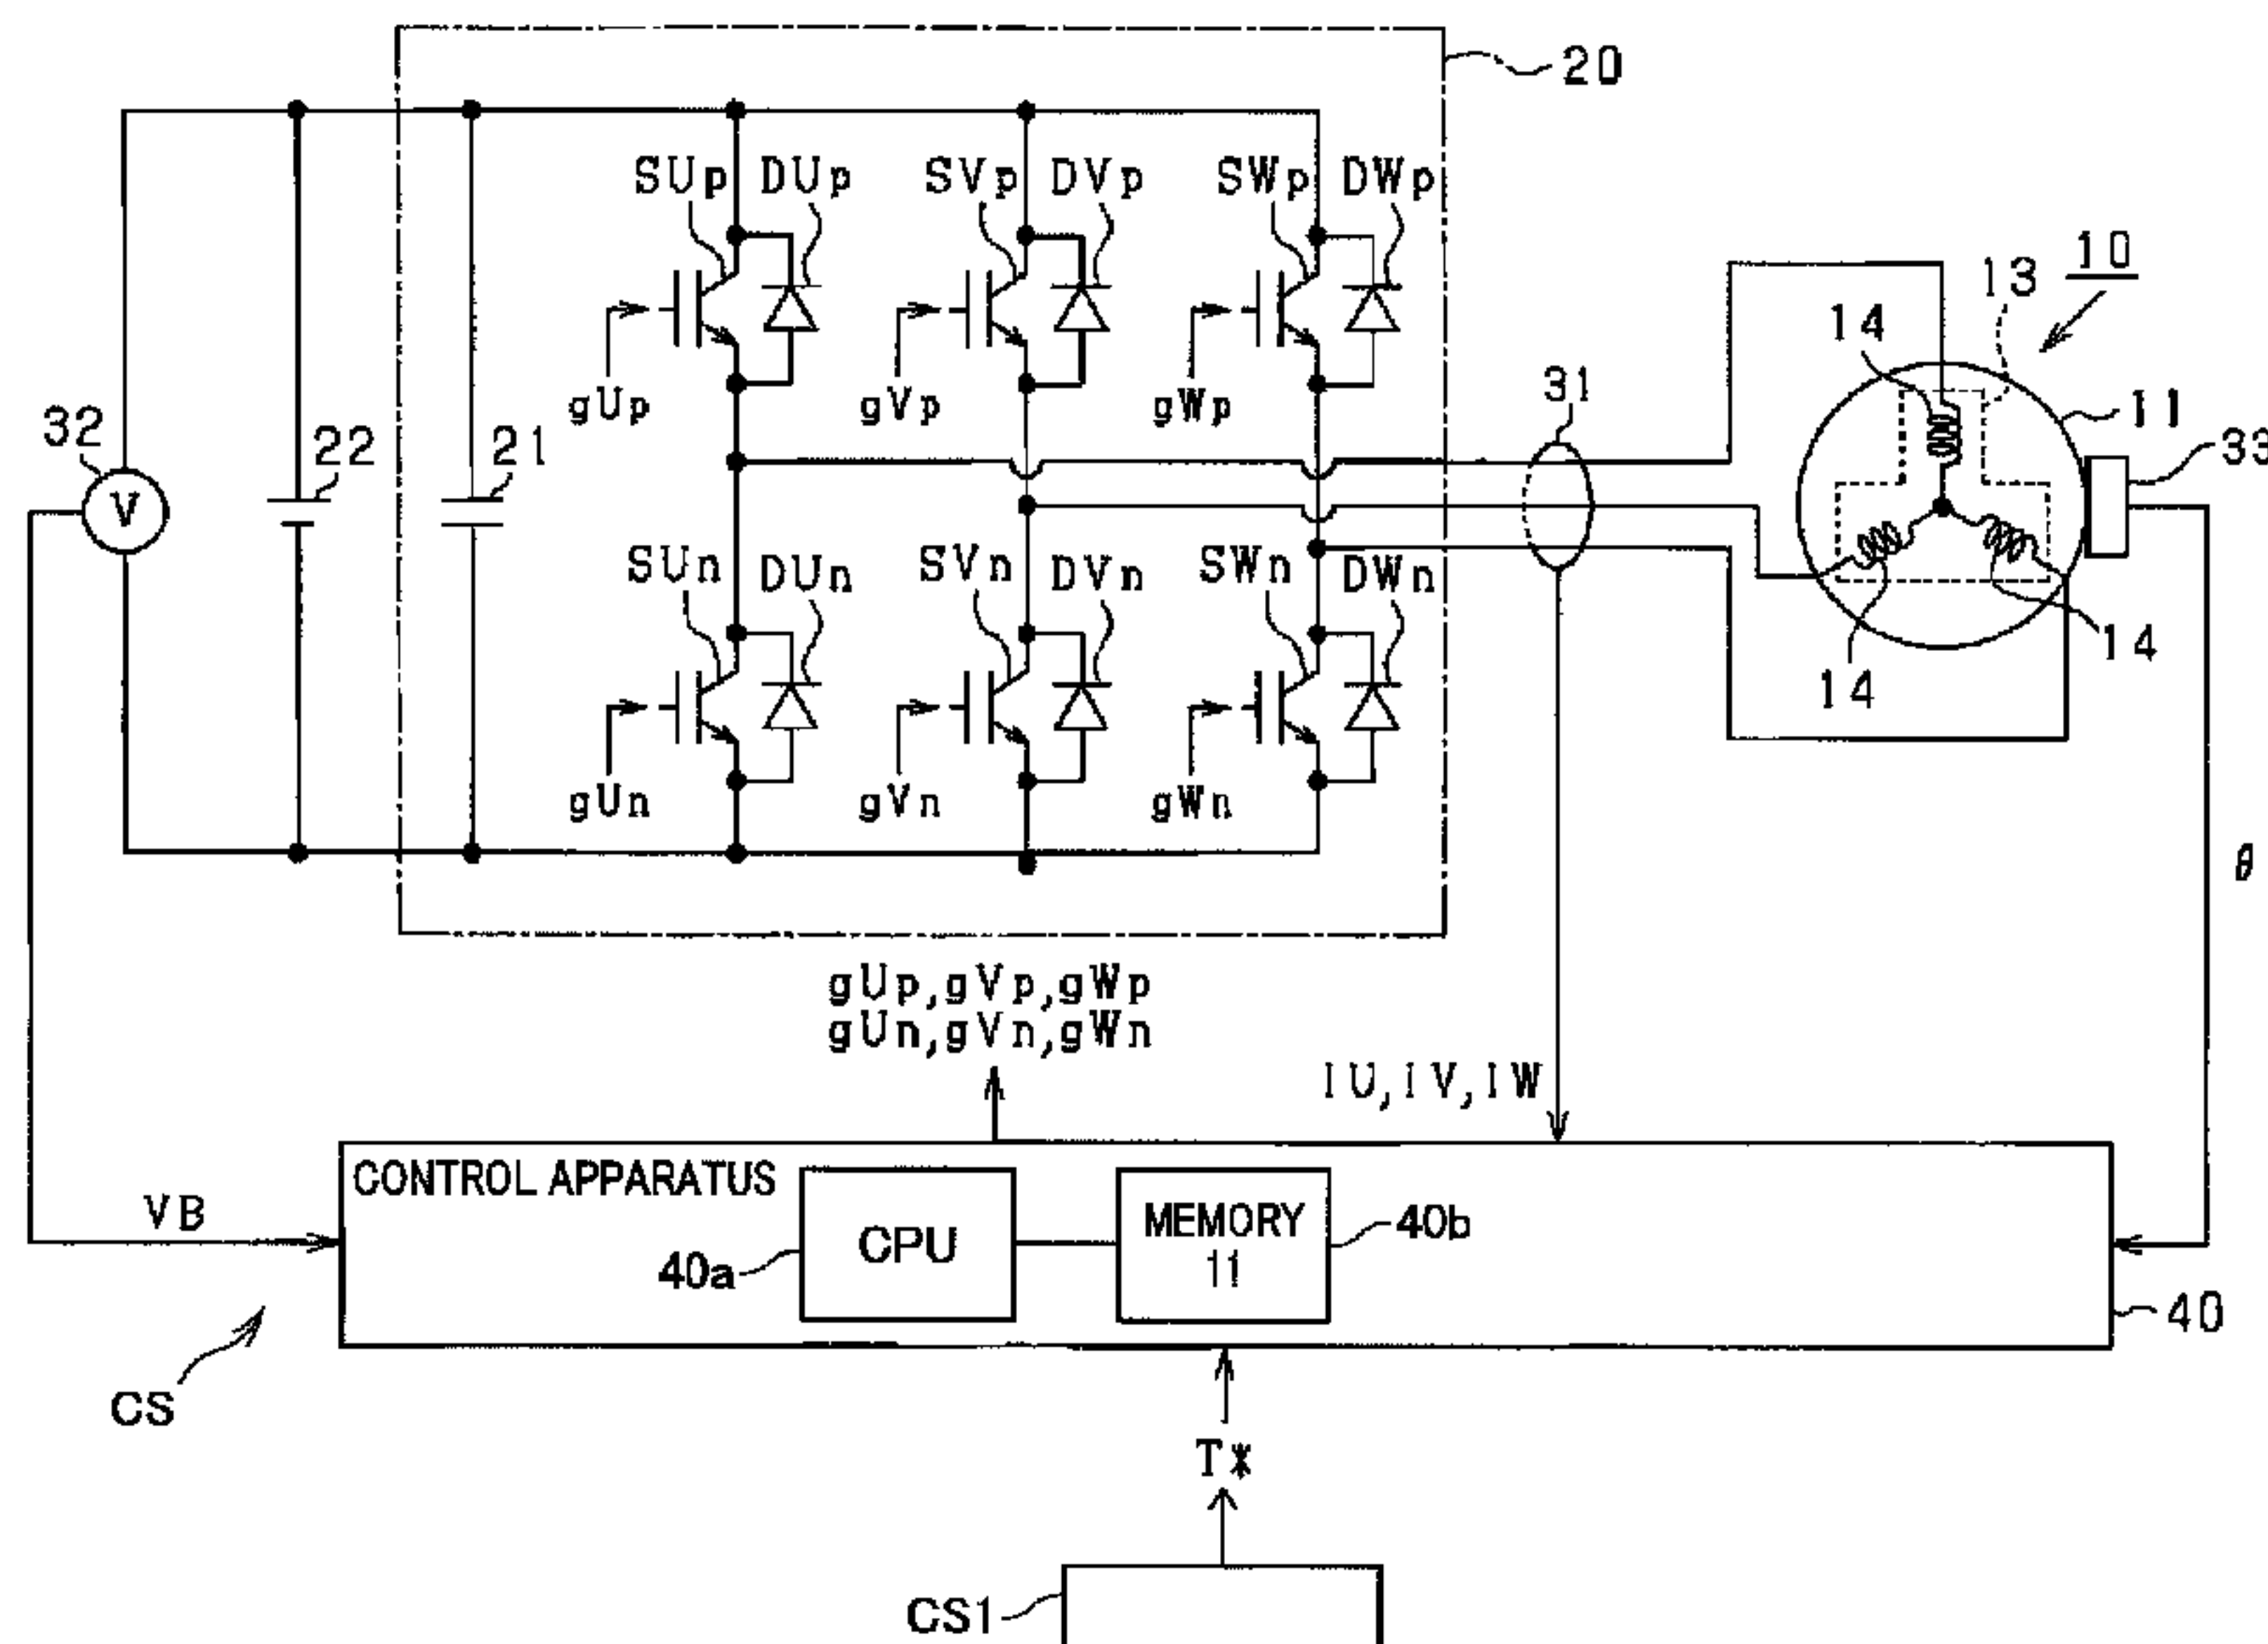 20
SUp DUp SVp DVp SWp DWp
10
13
14
31
11
33
gUp gVp gWp
32
22
21
V
SUn DUn SVn DVn SWn DWn
14
14
gUn gVn gWn
θ
gUp,gVp,gWp
gUn,gVn,gWn
IU,IV,IW
CONTROL APPARATUS
VB
CPU
MEMORY
11
40a
40b
40
CS
T*
CS1